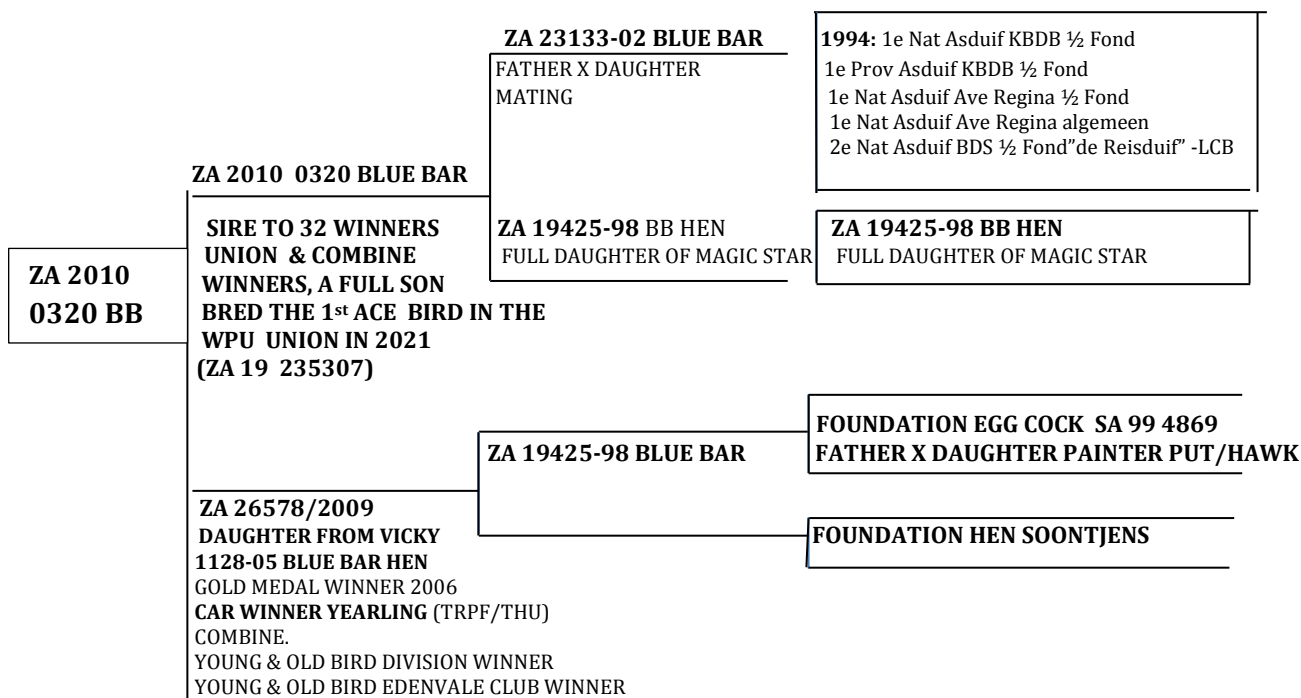 ZA 2010
0320 BB
ZA 2010 0320 BLUE BAR
SIRE TO 32 WINNERS
UNION & COMBINE
WINNERS, A FULL SON
BRED THE 1st ACE BIRD IN THE
WPU UNION IN 2021
(ZA 19 235307)
ZA 26578/2009
DAUGHTER FROM VICKY
1128-05 BLUE BAR HEN
GOLD MEDAL WINNER 2006
CAR WINNER YEARLING (TRPF/THU)
COMBINE.
YOUNG & OLD BIRD DIVISION WINNER
YOUNG & OLD BIRD EDENVALE CLUB WINNER
ZA 23133-02 BLUE BAR
FATHER X DAUGHTER
MATING
ZA 19425-98 BB HEN
FULL DAUGHTER OF MAGIC STAR
ZA 19425-98 BLUE BAR
1994: 1e Nat Asduif KBDB ½ Fond
1e Prov Asduif KBDB ½ Fond
1e Nat Asduif Ave Regina ½ Fond
1e Nat Asduif Ave Regina algemeen
2e Nat Asduif BDS ½ Fond”de Reisduif” -LCB
ZA 19425-98 BB HEN
FULL DAUGHTER OF MAGIC STAR
FOUNDATION EGG COCK SA 99 4869
FATHER X DAUGHTER PAINTER PUT/HAWK
FOUNDATION HEN SOONTJENS